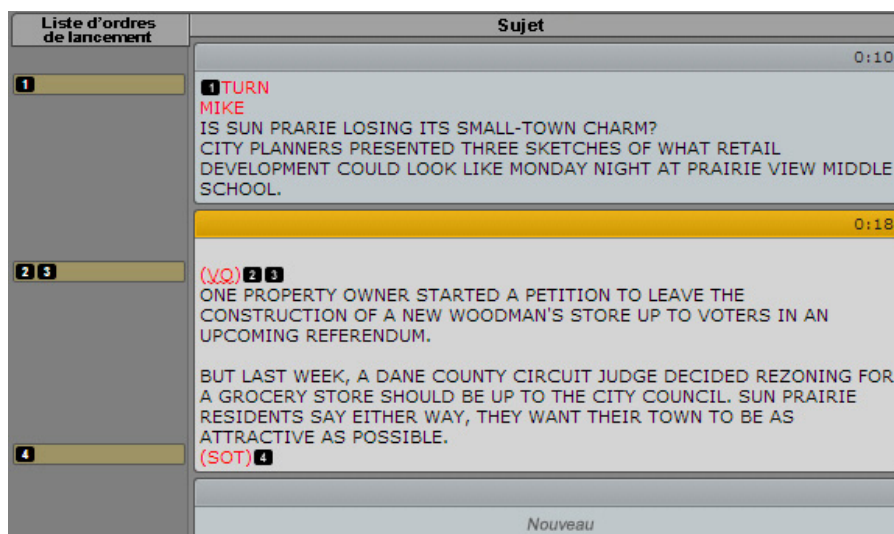 Liste d'ordres
de lancement
Sujet
0:10
1
1 TURN
MIKE
IS SUN PRARIE LOSING ITS SMALL-TOWN CHARM?
CITY PLANNERS PRESENTED THREE SKETCHES OF WHAT RETAIL
DEVELOPMENT COULD LOOK LIKE MONDAY NIGHT AT PRAIRIE VIEW MIDDLE
SCHOOL.
0:18
2 3
(VO) 2 3
ONE PROPERTY OWNER STARTED A PETITION TO LEAVE THE
CONSTRUCTION OF A NEW WOODMAN'S STORE UP TO VOTERS IN AN
UPCOMING REFERENDUM.
BUT LAST WEEK, A DANE COUNTY CIRCUIT JUDGE DECIDED REZONING FOR
A GROCERY STORE SHOULD BE UP TO THE CITY COUNCIL. SUN PRAIRIE
RESIDENTS SAY EITHER WAY, THEY WANT THEIR TOWN TO BE AS
ATTRACTIVE AS POSSIBLE.
4
(SOT) 4
Nouveau